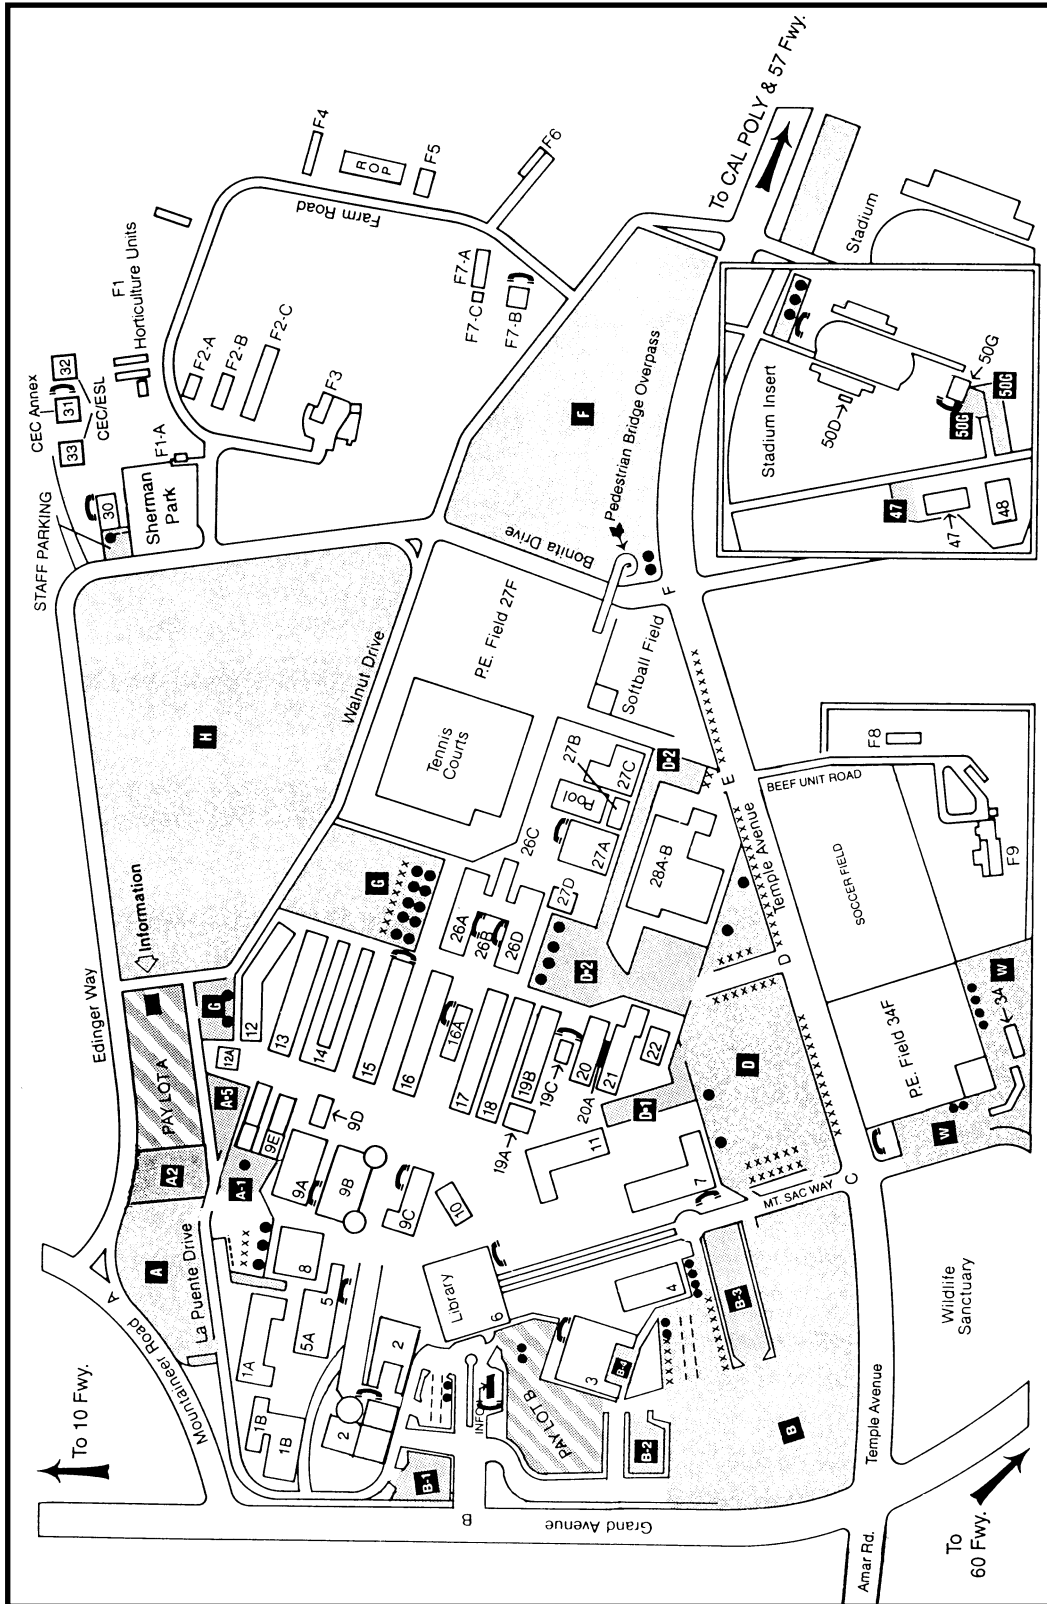 To 10 Fwy.
Mountaineer Road
A
Edinger Way
La Puente Drive
A
A2
PAY LOT A
Information
H
STAFF PARKING
Sherman
Park
30
33
31
32
CEC Annex
CEC/ESL
F1-A
F1
Horticulture Units
F2-A
F2-B
F2-C
F3
Farm Road
F4
ROP
F5
F6
F7-A
F7-C
F7-B
Walnut Drive
Bonita Drive
F
Pedestrian Bridge Overpass
To CAL POLY & 57 Fwy.
Stadium
Stadium Insert
50D
50G
50G
50G
47
47
48
P.E. Field 27F
Tennis
Courts
Softball Field
F
G
G
12
12A
13
14
15
16
16A
17
18
19B
19C
19A
20
20A
21
22
26A
26B
26C
26D
27A
27B
27C
27D
Pool
28A-B
D-2
D-2
D-1
D
A-5
A-1
9E
9D
9A
9B
9C
10
11
8
5
5A
1A
1B
1B
2
2
Library
6
7
4
3
B-4
B-3
B-2
B-1
B
INFO
PAY LOT B
B
Grand Avenue
MT. SAC WAY
C
D
E
Temple Avenue
Temple Avenue
BEEF UNIT ROAD
SOCCER FIELD
F8
F9
P.E. Field 34F
34
W
W
Wildlife
Sanctuary
Amar Rd.
To
60 Fwy.